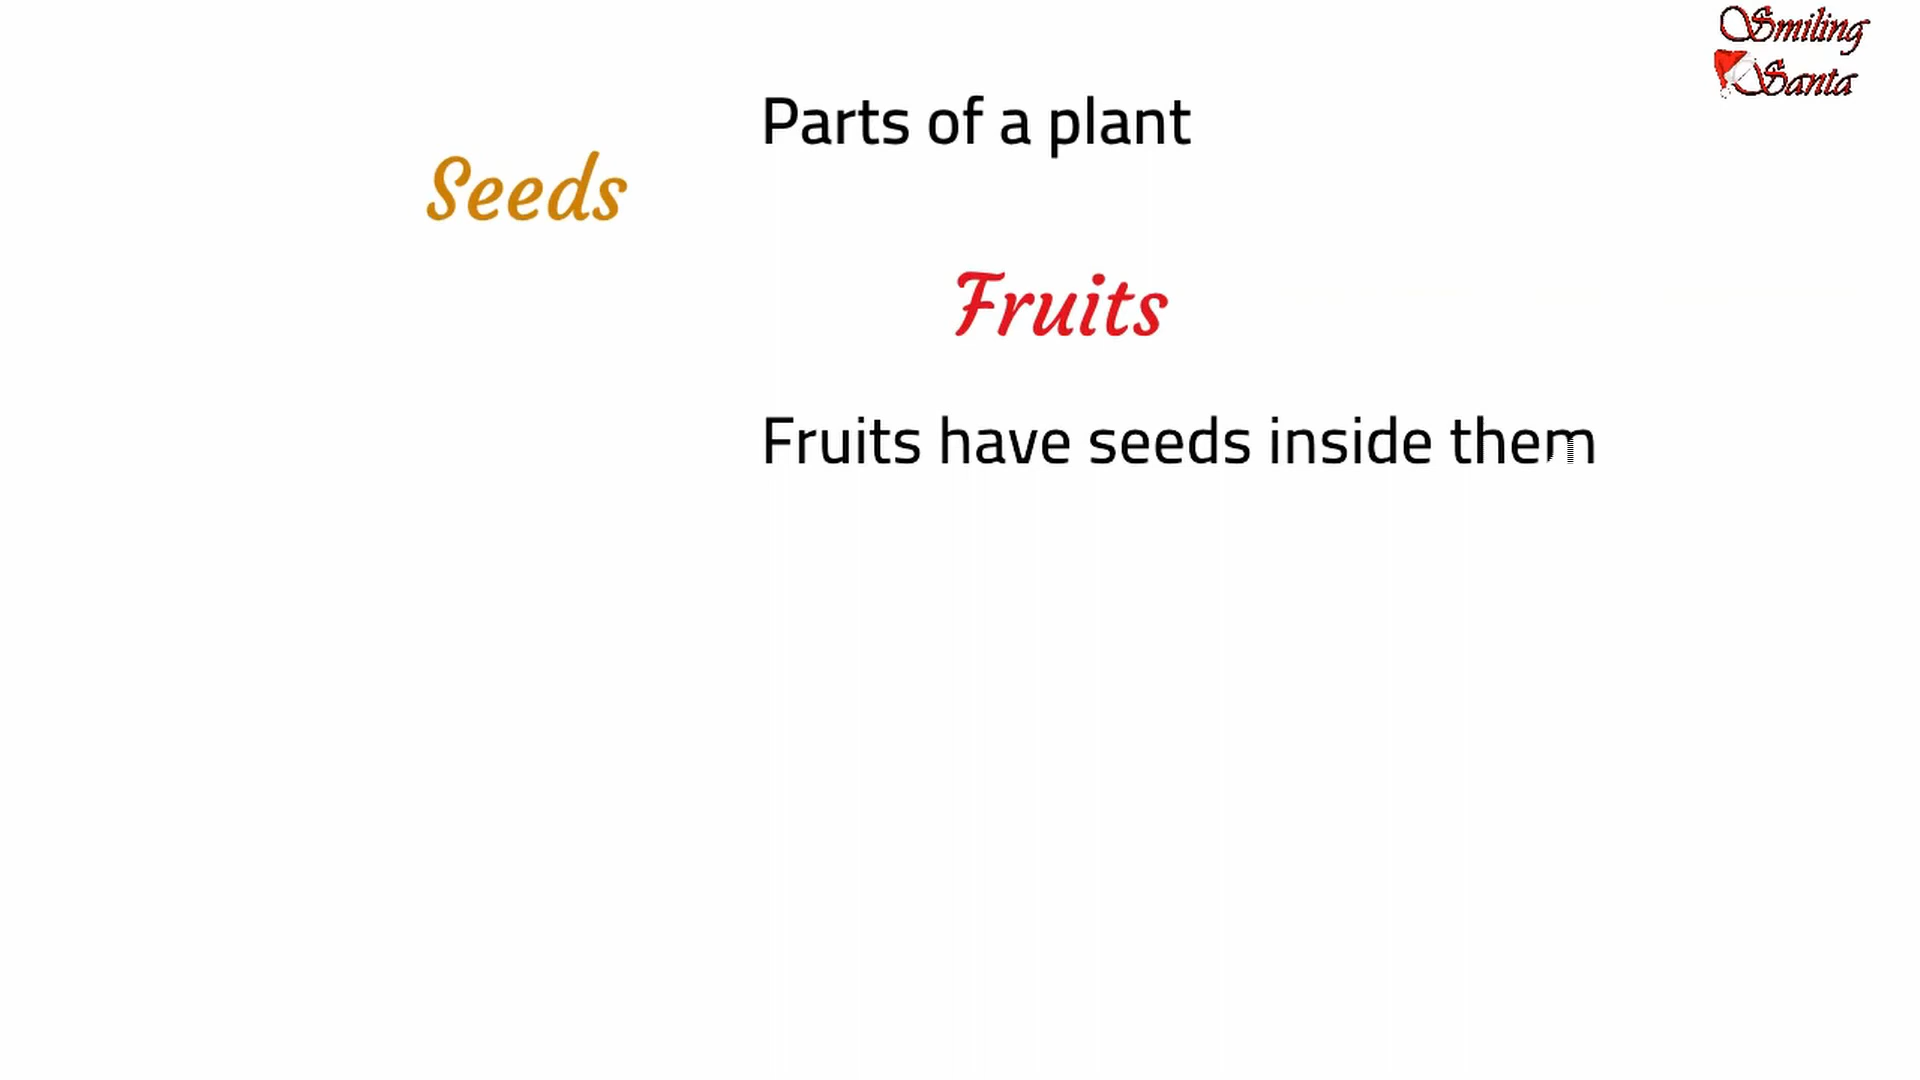 Smiling
Santa
Parts of a plant
Seeds
Fruits
Fruits have seeds inside them